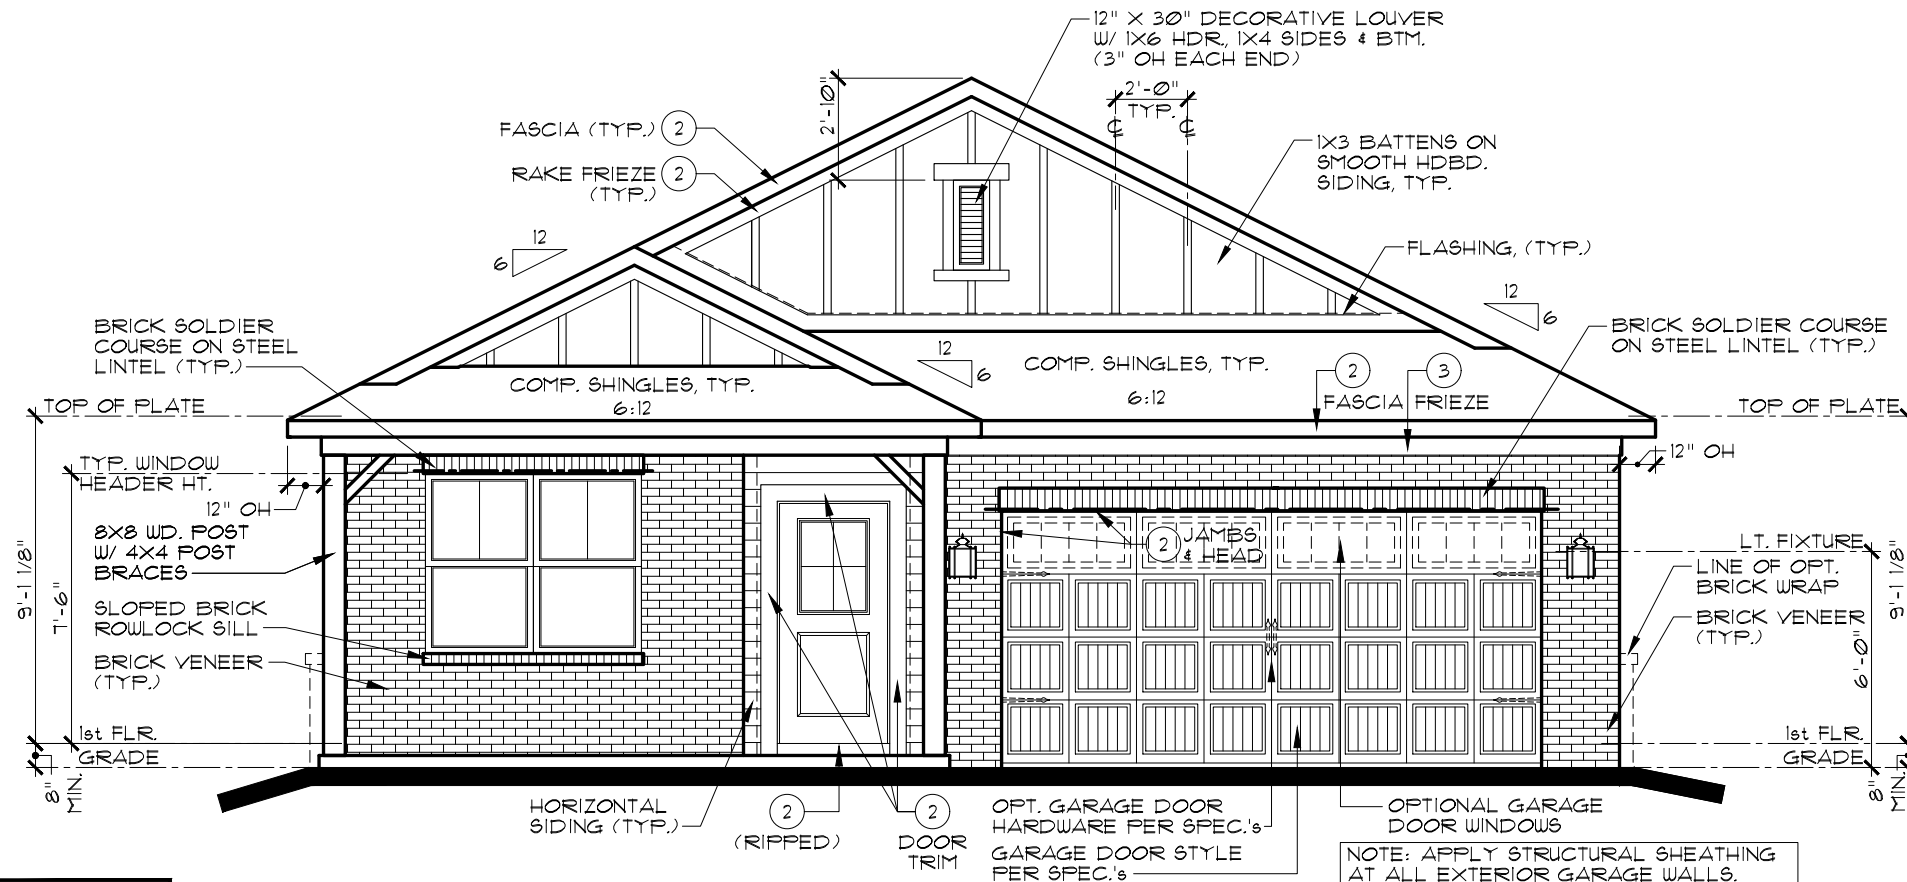 12" X 30" DECORATIVE LOUVER
W/ 1X6 HDR., 1X4 SIDES & BTM.
(3" OH EACH END)
2'-10"
2'-0"
TYP.
℄
℄
FASCIA (TYP.) 2
RAKE FRIEZE 2
(TYP.)
1X3 BATTENS ON
SMOOTH HDBD.
SIDING, TYP.
12
6
FLASHING, (TYP.)
12
6
BRICK SOLDIER
COURSE ON STEEL
LINTEL (TYP.)
BRICK SOLDIER COURSE
ON STEEL LINTEL (TYP.)
12
6
COMP. SHINGLES, TYP.
6:12
COMP. SHINGLES, TYP.
6:12
2
3
FASCIA FRIEZE
TOP OF PLATE
TOP OF PLATE
TYP. WINDOW
HEADER HT.
12" OH
12" OH
8X8 WD. POST
W/ 4X4 POST
BRACES
9'-1 1/8"
7'-6"
2 JAMBS
& HEAD
LT. FIXTURE
LINE OF OPT.
BRICK WRAP
BRICK VENEER
(TYP.)
9'-1 1/8"
6'-0"
SLOPED BRICK
ROWLOCK SILL
BRICK VENEER
(TYP.)
1st FLR.
GRADE
8"
MIN.
1st FLR.
GRADE
8"
MIN.
HORIZONTAL
SIDING (TYP.)
2
(RIPPED)
2
DOOR
TRIM
OPT. GARAGE DOOR
HARDWARE PER SPEC.'s
GARAGE DOOR STYLE
PER SPEC.'s
OPTIONAL GARAGE
DOOR WINDOWS
NOTE: APPLY STRUCTURAL SHEATHING
AT ALL EXTERIOR GARAGE WALLS.